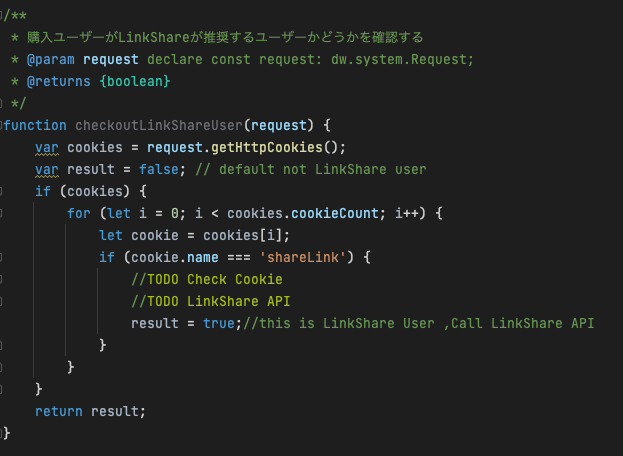 /**
 * 購入ユーザーがLinkShareが推奨するユーザーかどうかを確認する
 * @param request declare const request: dw.system.Request;
 * @returns {boolean}
 */
function checkoutLinkShareUser(request) {
    var cookies = request.getHttpCookies();
    var result = false; // default not LinkShare user
    if (cookies) {
        for (let i = 0; i < cookies.cookieCount; i++) {
            let cookie = cookies[i];
            if (cookie.name === 'shareLink') {
                //TODO Check Cookie
                //TODO LinkShare API
                result = true;//this is LinkShare User ,Call LinkShare API
            }
        }
    }
    return result;
}